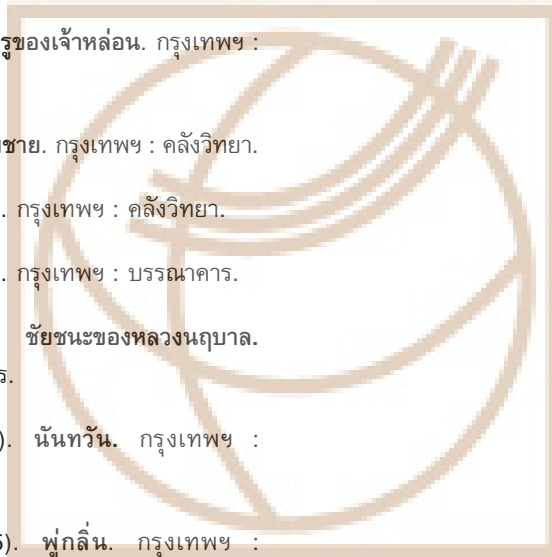 รูของเจ้าหล่อน. กรุงเทพฯ :
ชาย. กรุงเทพฯ : คลังวิทยา.
. กรุงเทพฯ : คลังวิทยา.
. กรุงเทพฯ : บรรณาคาร.
ชัยชนะของหลวงนฤบาล.
ร.
). นันทวัน. กรุงเทพฯ :
5). พู่กลิ่น. กรุงเทพฯ :